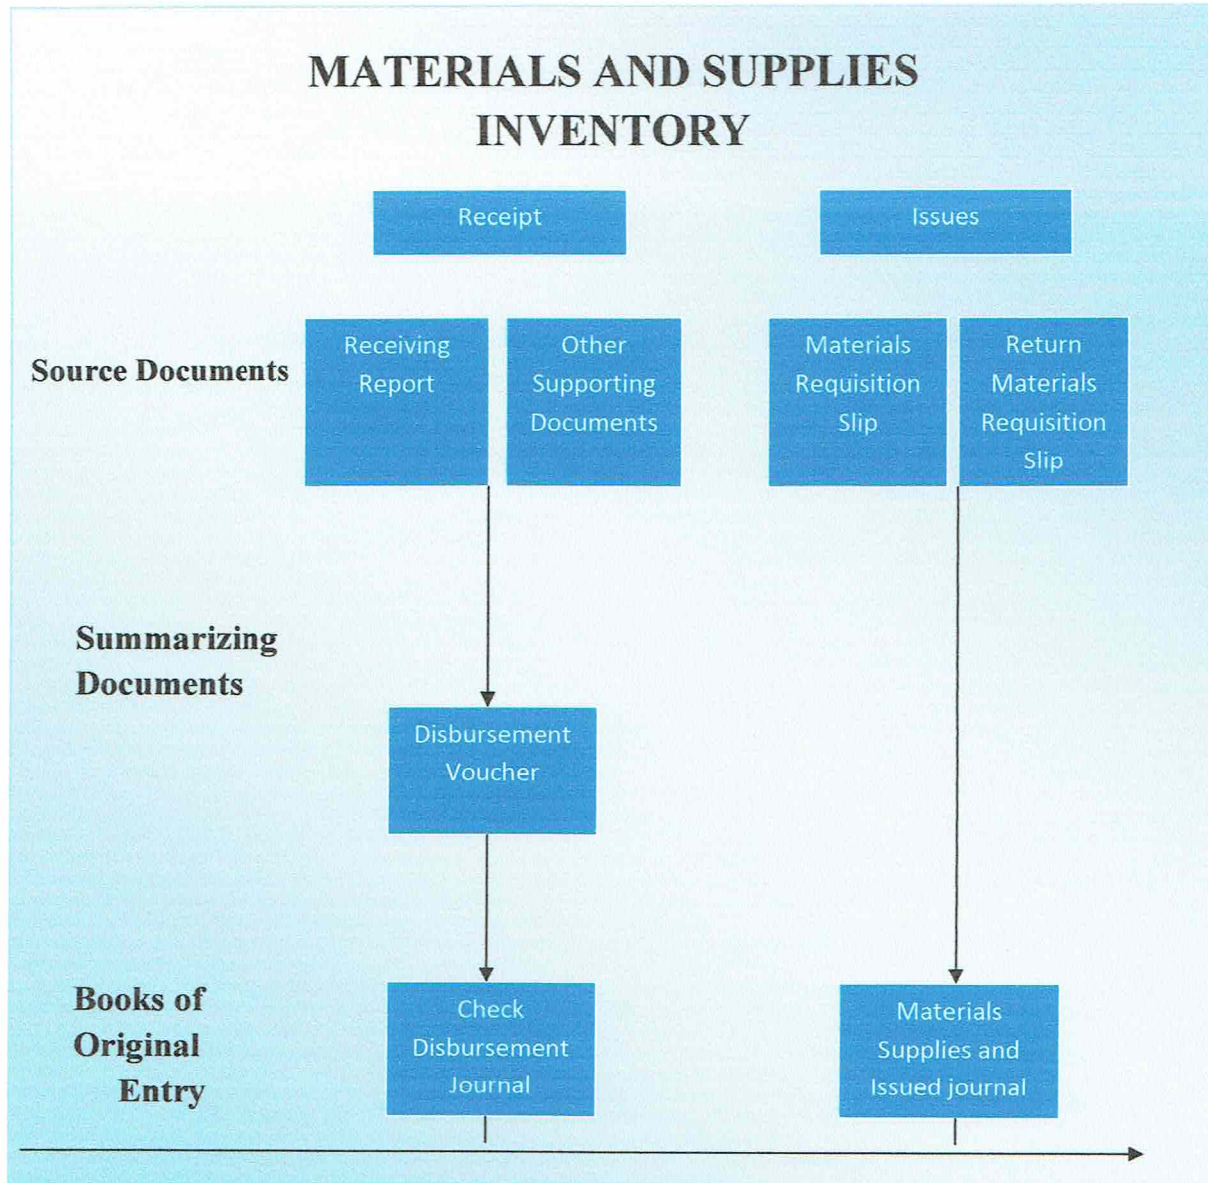 MATERIALS AND SUPPLIES
INVENTORY
Receipt
Issues
Source Documents
Receiving
Report
Other
Supporting
Documents
Materials
Requisition
Slip
Return
Materials
Requisition
Slip
Summarizing
Documents
Disbursement
Voucher
Books of
Original
Entry
Check
Disbursement
Journal
Materials
Supplies and
Issued journal